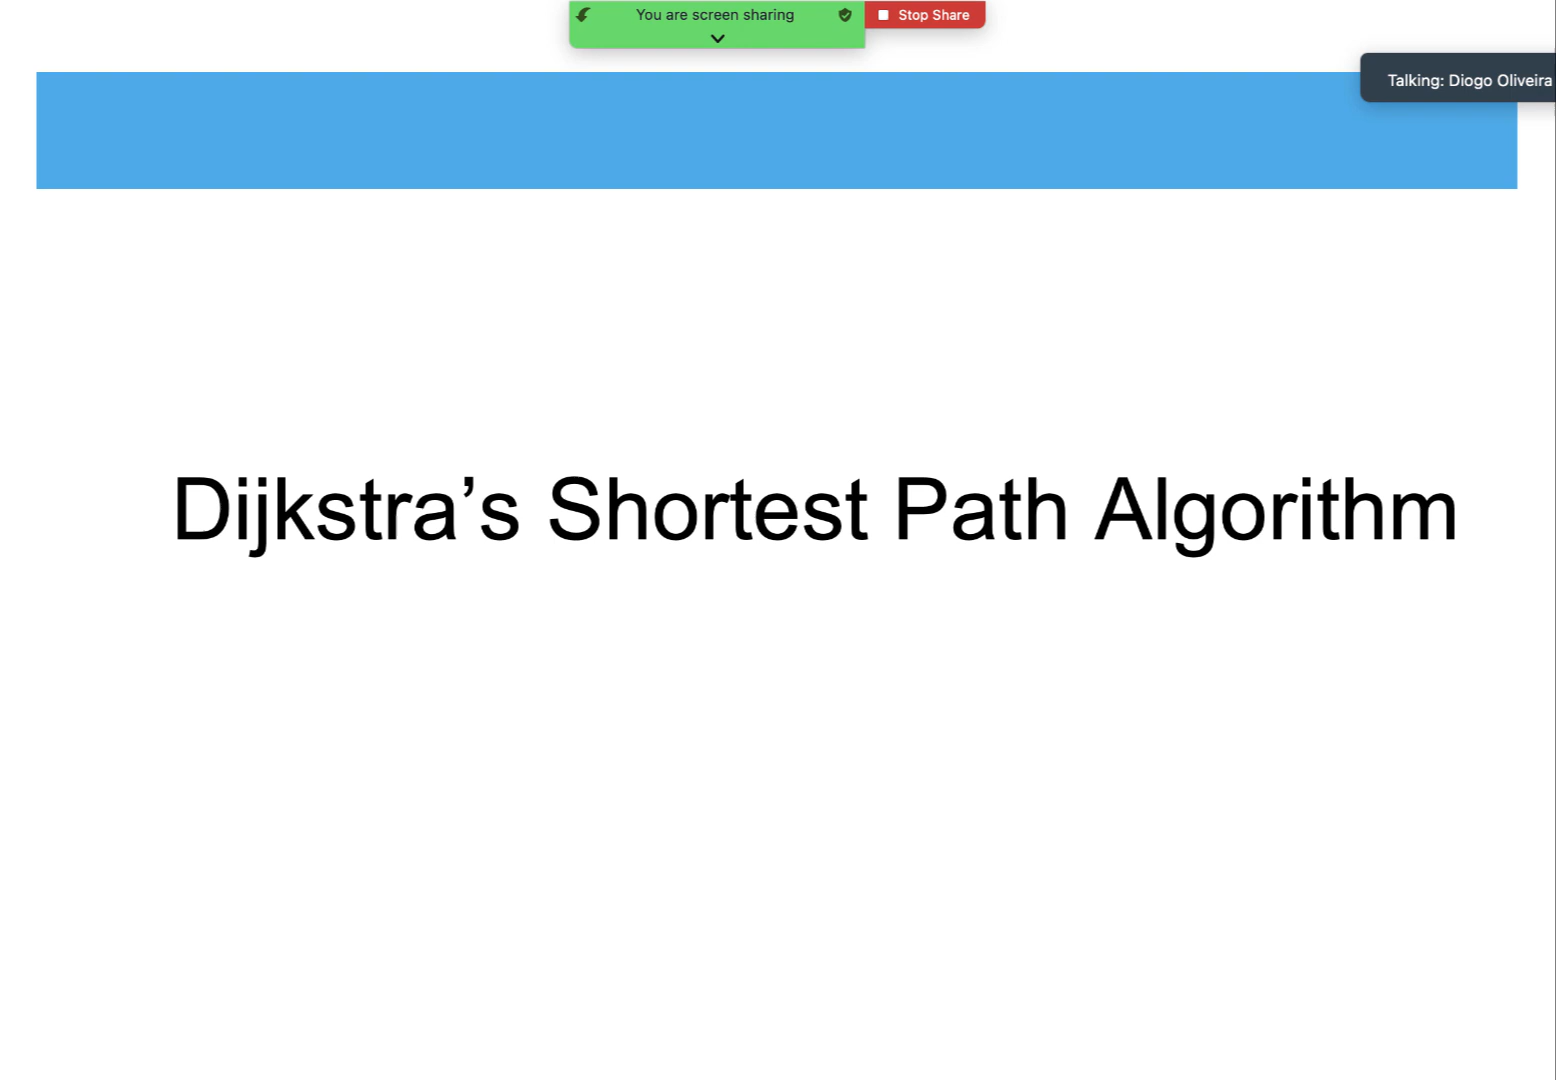 You are screen sharing
Stop Share
Talking: Diogo Oliveira
Dijkstra’s Shortest Path Algorithm